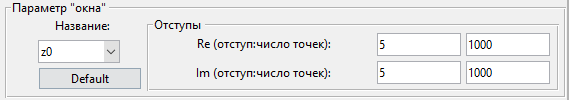 Параметр "окна"
Название:
z0
Default
Отступы
Re (отступ:число точек): 5 1000
Im (отступ:число точек): 5 1000